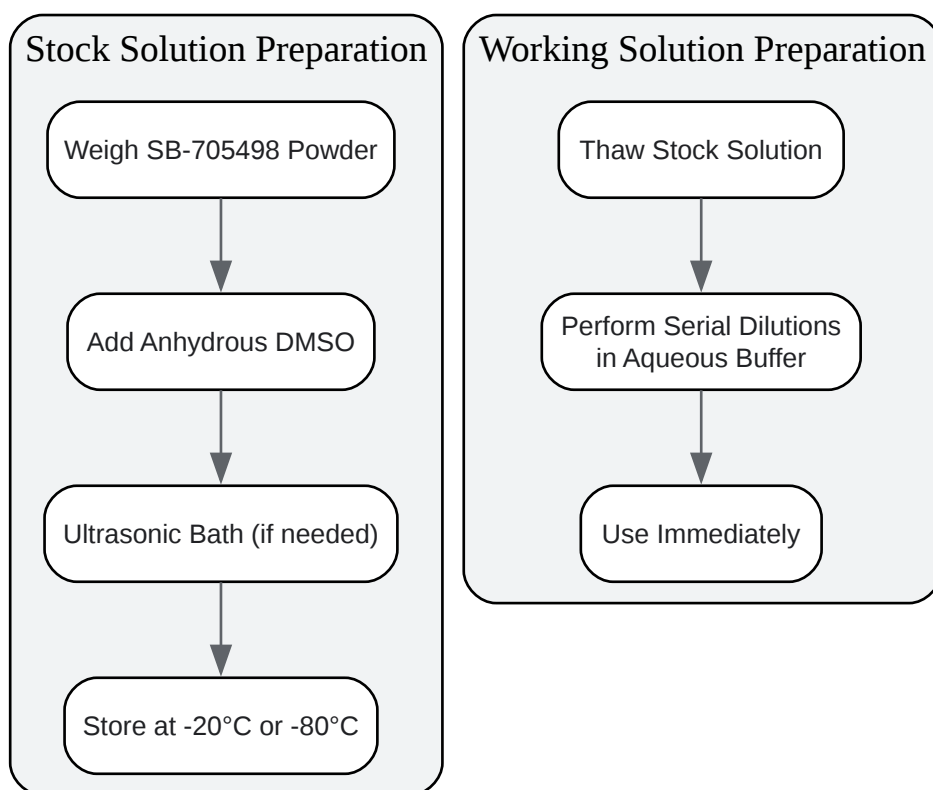 Stock Solution Preparation
Weigh SB-705498 Powder
Add Anhydrous DMSO
Ultrasonic Bath (if needed)
Store at -20°C or -80°C
Working Solution Preparation
Thaw Stock Solution
Perform Serial Dilutions
in Aqueous Buffer
Use Immediately